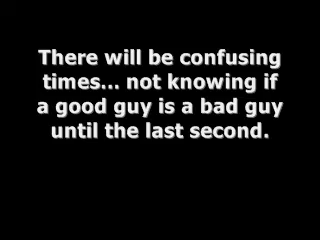 There will be confusing
times... not knowing if
a good guy is a bad guy
until the last second.